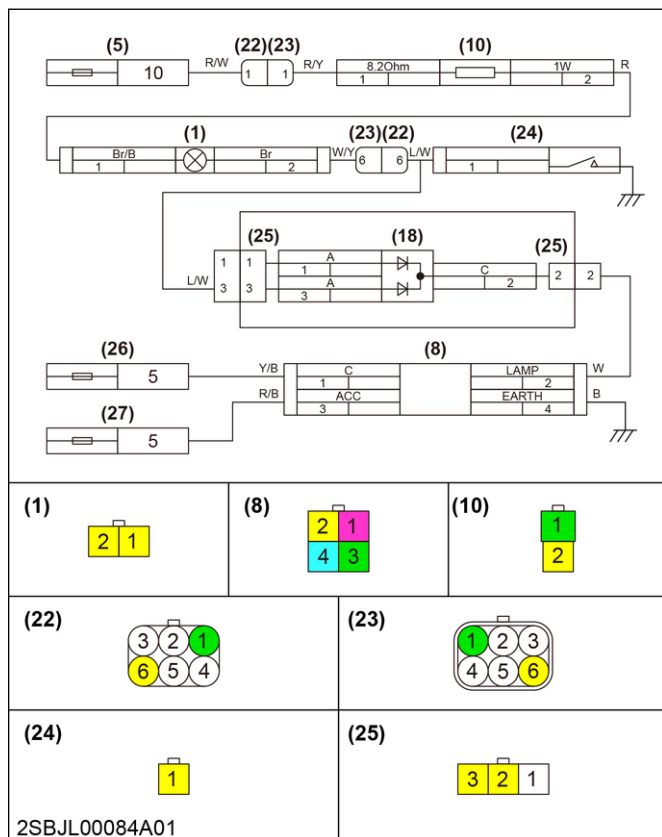 (5) (22)(23) (10)
10 R/W 1 1 R/Y 8.2Ohm 1W R
1 2
(1) (23)(22) (24)
Br/B Br W/Y 6 6 L/W
1 2 1
(25) (18) (25)
1 1 A
1 C 2 2
L/W 3 3 A 2
3
(26) (8)
5 Y/B C LAMP W
1 2
(27) R/B ACC EARTH B
3 4
5
(1) (8) (10)
2 1
2 1
4 3
1
2
(22) (23)
3 2 1
6 5 4
1 2 3
4 5 6
(24) (25)
1
3 2 1
2SBJL00084A01